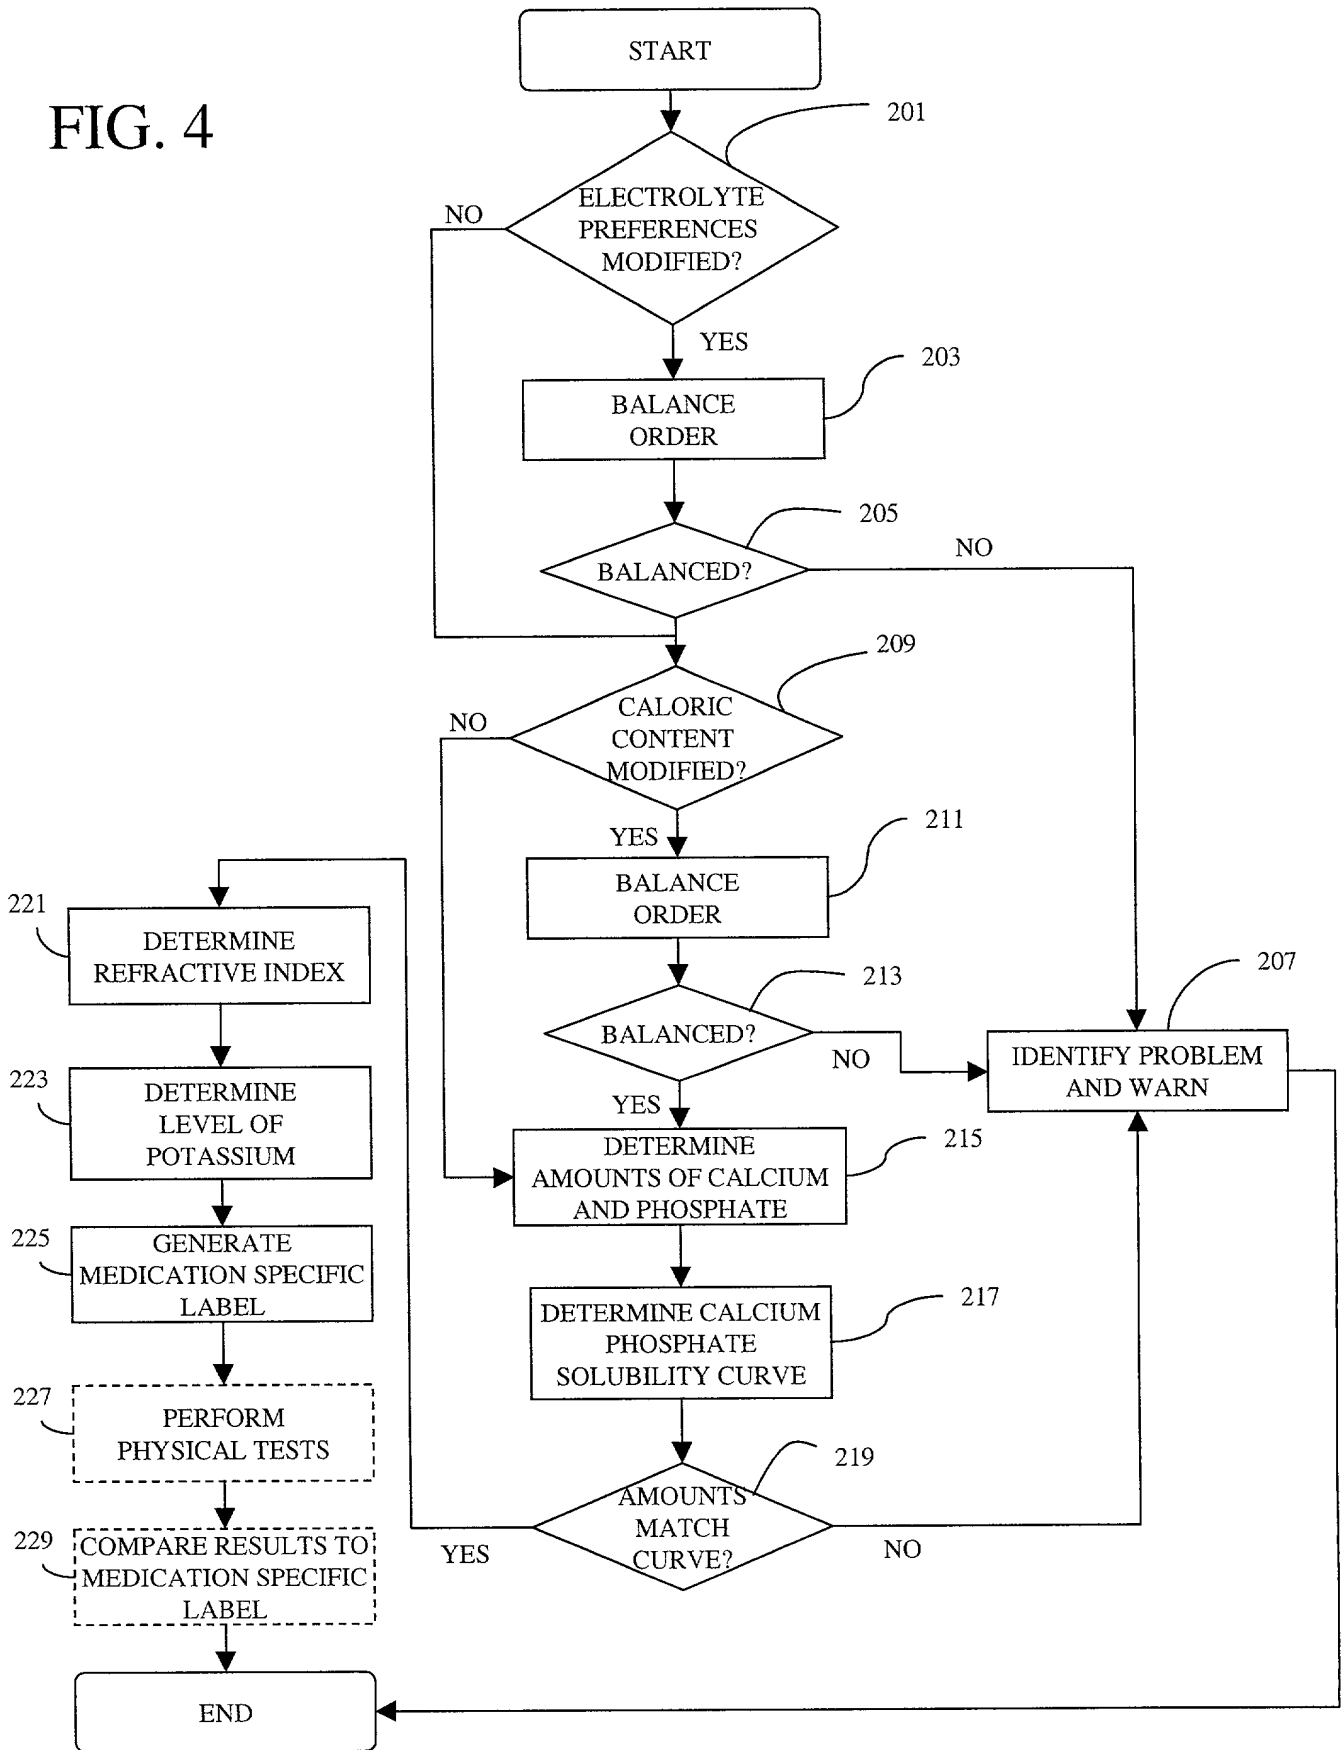 START
FIG. 4
201
ELECTROLYTE
PREFERENCES
MODIFIED?
NO
YES
203
BALANCE
ORDER
205
BALANCED?
NO
209
CALORIC
CONTENT
MODIFIED?
NO
YES
211
BALANCE
ORDER
213
BALANCED?
NO
YES
207
IDENTIFY PROBLEM
AND WARN
215
DETERMINE
AMOUNTS OF CALCIUM
AND PHOSPHATE
217
DETERMINE CALCIUM
PHOSPHATE
SOLUBILITY CURVE
219
AMOUNTS
MATCH
CURVE?
YES
NO
221
DETERMINE
REFRACTIVE INDEX
223
DETERMINE
LEVEL OF
POTASSIUM
225
GENERATE
MEDICATION SPECIFIC
LABEL
227
PERFORM
PHYSICAL TESTS
229
COMPARE RESULTS TO
MEDICATION SPECIFIC
LABEL
END